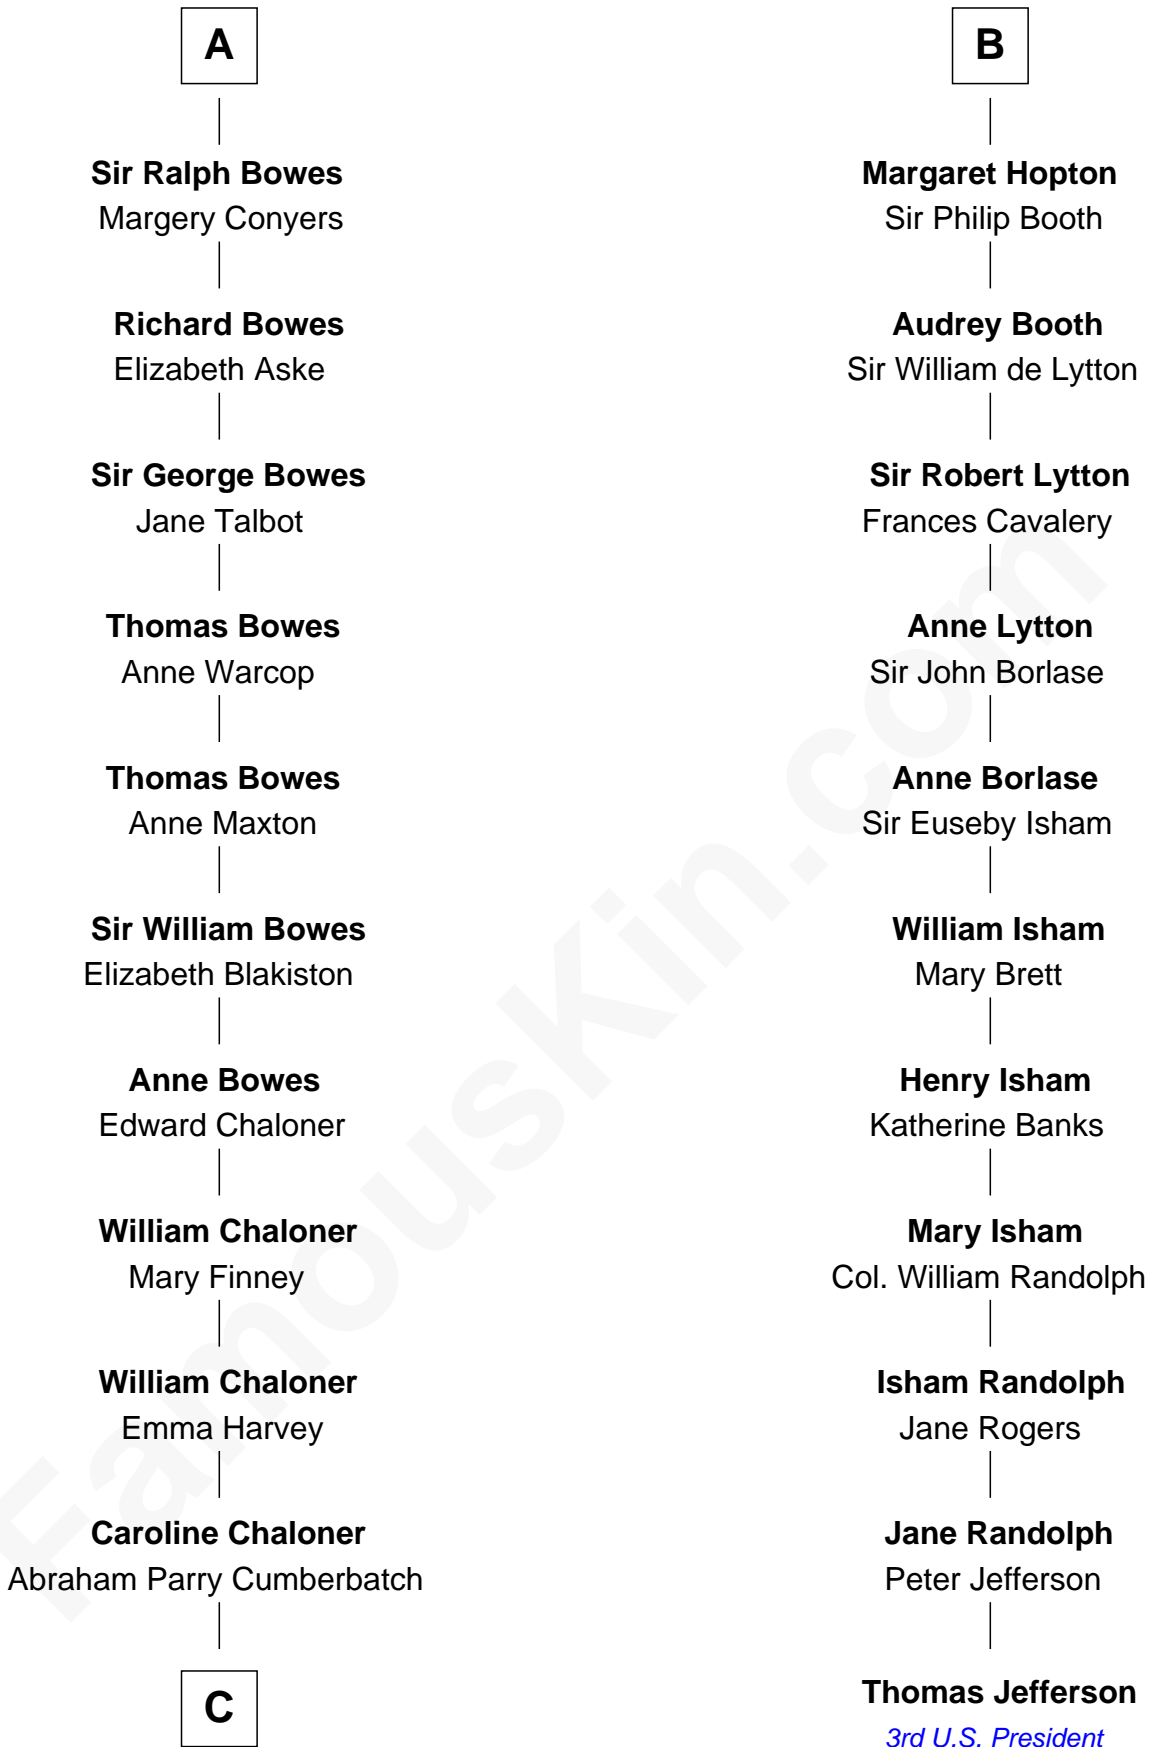 A
Sir Ralph Bowes
Margery Conyers
Richard Bowes
Elizabeth Aske
Sir George Bowes
Jane Talbot
Thomas Bowes
Anne Warcop
Thomas Bowes
Anne Maxton
Sir William Bowes
Elizabeth Blakiston
Anne Bowes
Edward Chaloner
William Chaloner
Mary Finney
William Chaloner
Emma Harvey
Caroline Chaloner
Abraham Parry Cumberbatch
C
B
Margaret Hopton
Sir Philip Booth
Audrey Booth
Sir William de Lytton
Sir Robert Lytton
Frances Cavalery
Anne Lytton
Sir John Borlase
Anne Borlase
Sir Euseby Isham
William Isham
Mary Brett
Henry Isham
Katherine Banks
Mary Isham
Col. William Randolph
Isham Randolph
Jane Rogers
Jane Randolph
Peter Jefferson
Thomas Jefferson
3rd U.S. President
FamousKin.com